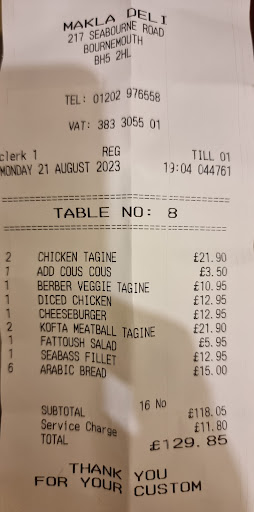 MAKLA DELI
217 SEABOURNE ROAD
BOURNEMOUTH
BH5 2HL
TEL: 01202 976558
VAT: 383 3055 01
clerk 1 REG TILL 01
MONDAY 21 AUGUST 2023 19:04 044761
TABLE NO: 8
2 CHICKEN TAGINE £21.90
1 ADD COUS COUS £3.50
1 BERBER VEGGIE TAGINE £10.95
1 DICED CHICKEN £12.95
1 CHEESEBURGER £12.95
2 KOFTA MEATBALL TAGINE £21.90
1 FATTOUSH SALAD £5.95
1 SEABASS FILLET £12.95
6 ARABIC BREAD £15.00
16 No
SUBTOTAL £118.05
Service Charge £11.80
TOTAL £129.85
THANK YOU
FOR YOUR CUSTOM